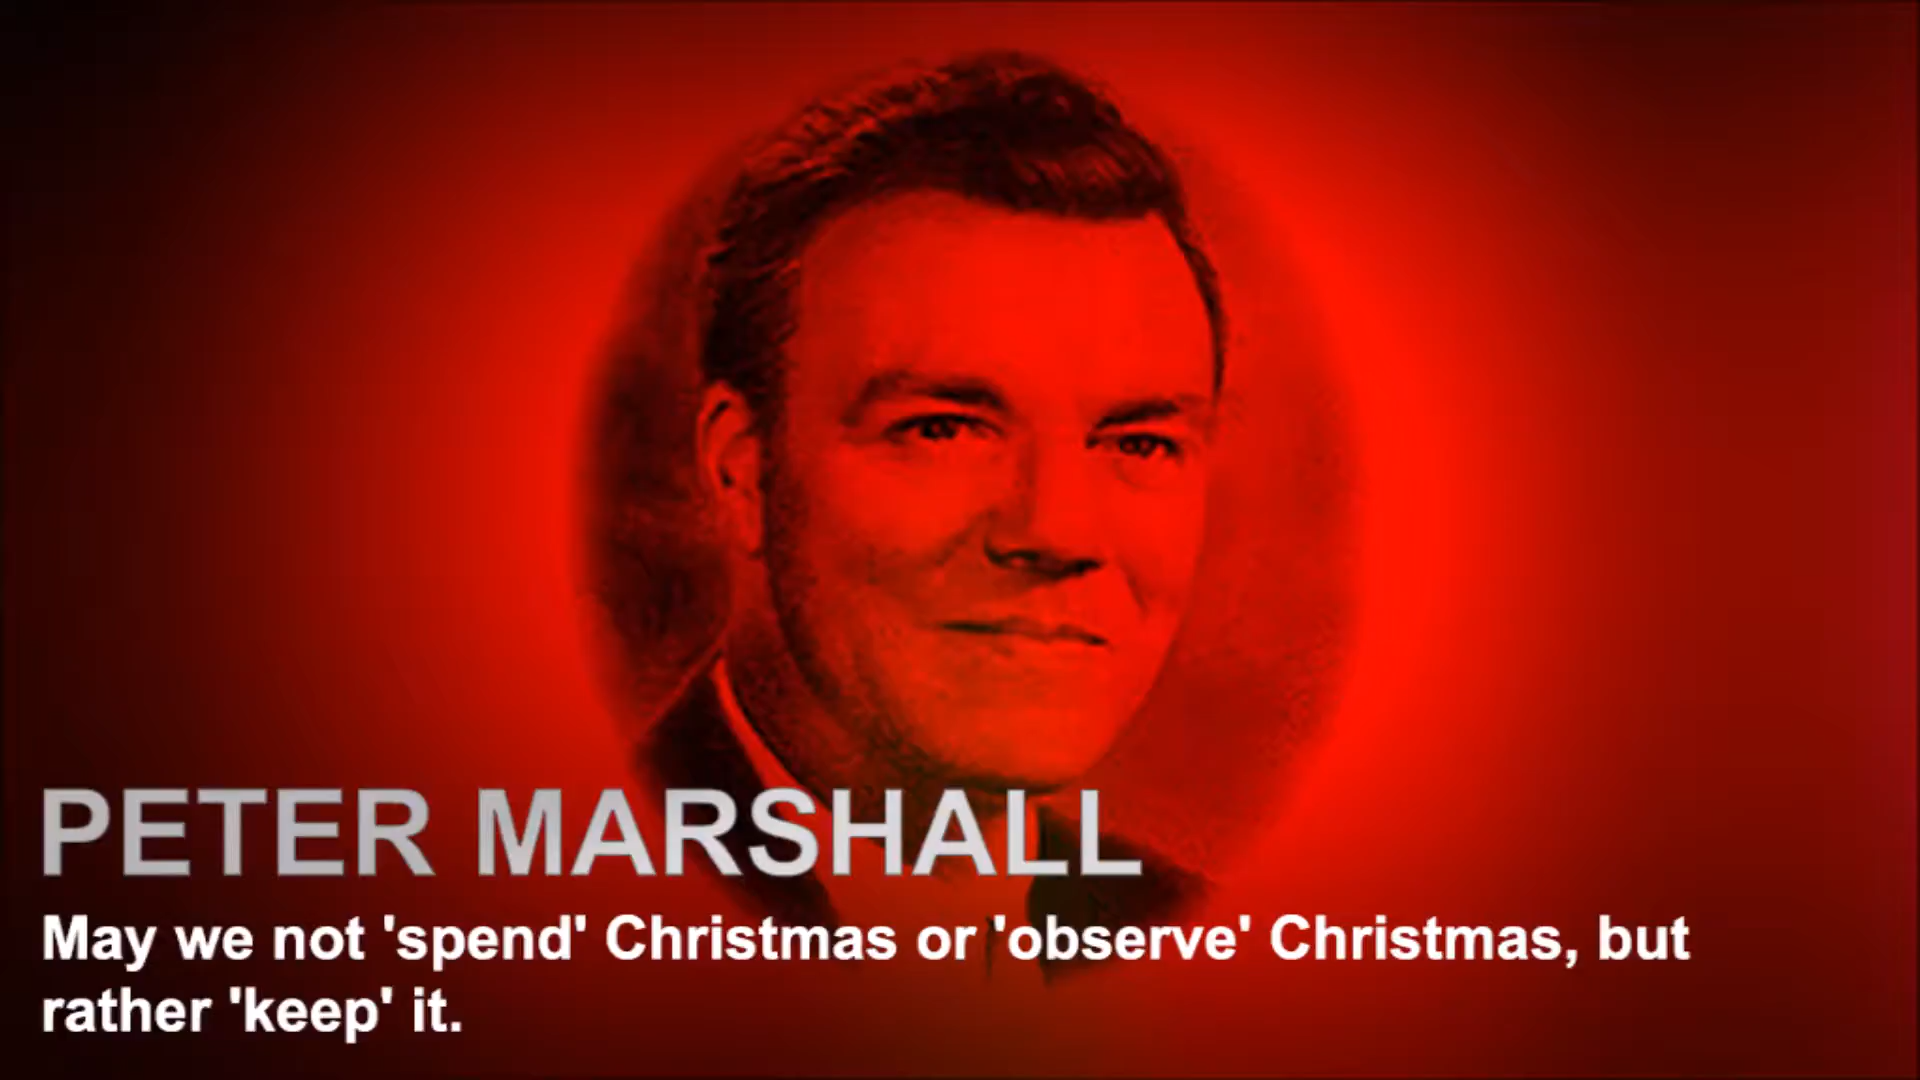 PETER MARSHALL
May we not 'spend' Christmas or 'observe' Christmas, but
rather 'keep' it.